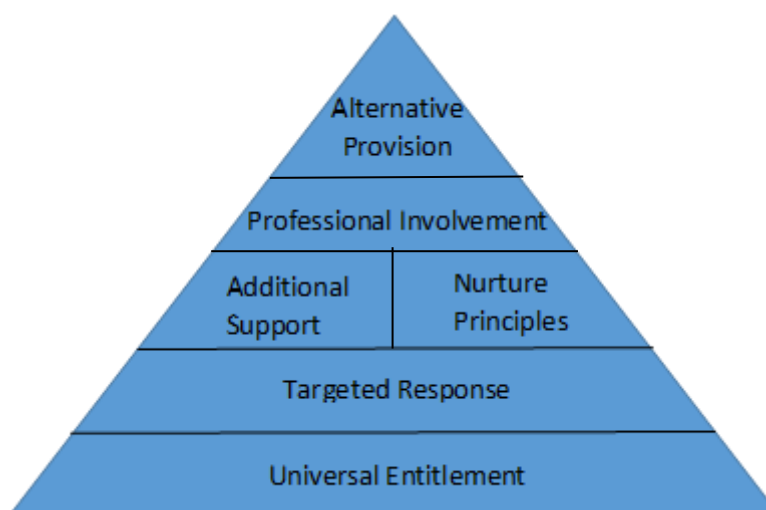 Alternative
Provision
Professional Involvement
Additional
Support
Nurture
Principles
Targeted Response
Universal Entitlement